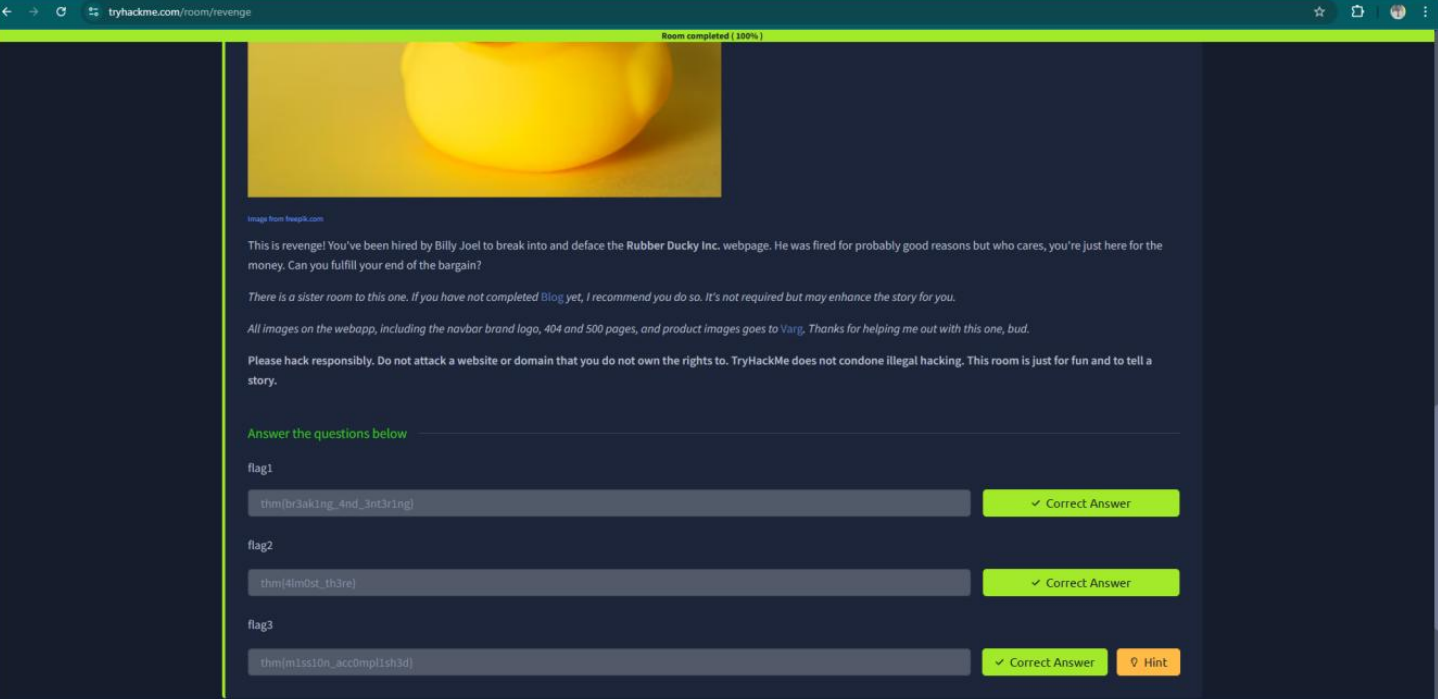 tryhackme.com/room/revenge
Room completed ( 100% )
Image from freepik.com
This is revenge! You've been hired by Billy Joel to break into and deface the Rubber Ducky Inc. webpage. He was fired for probably good reasons but who cares, you're just here for the
money. Can you fulfill your end of the bargain?
There is a sister room to this one. If you have not completed Blog yet, I recommend you do so. It's not required but may enhance the story for you.
All images on the webapp, including the navbar brand logo, 404 and 500 pages, and product images goes to Varg. Thanks for helping me out with this one, bud.
Please hack responsibly. Do not attack a website or domain that you do not own the rights to. TryHackMe does not condone illegal hacking. This room is just for fun and to tell a
story.
Answer the questions below
flag1
thm{br3ak1ng_4nd_3nt3r1ng}
✓ Correct Answer
flag2
thm{4lm0st_th3re}
✓ Correct Answer
flag3
thm{m1ss10n_acc0mpl1sh3d}
✓ Correct Answer Hint